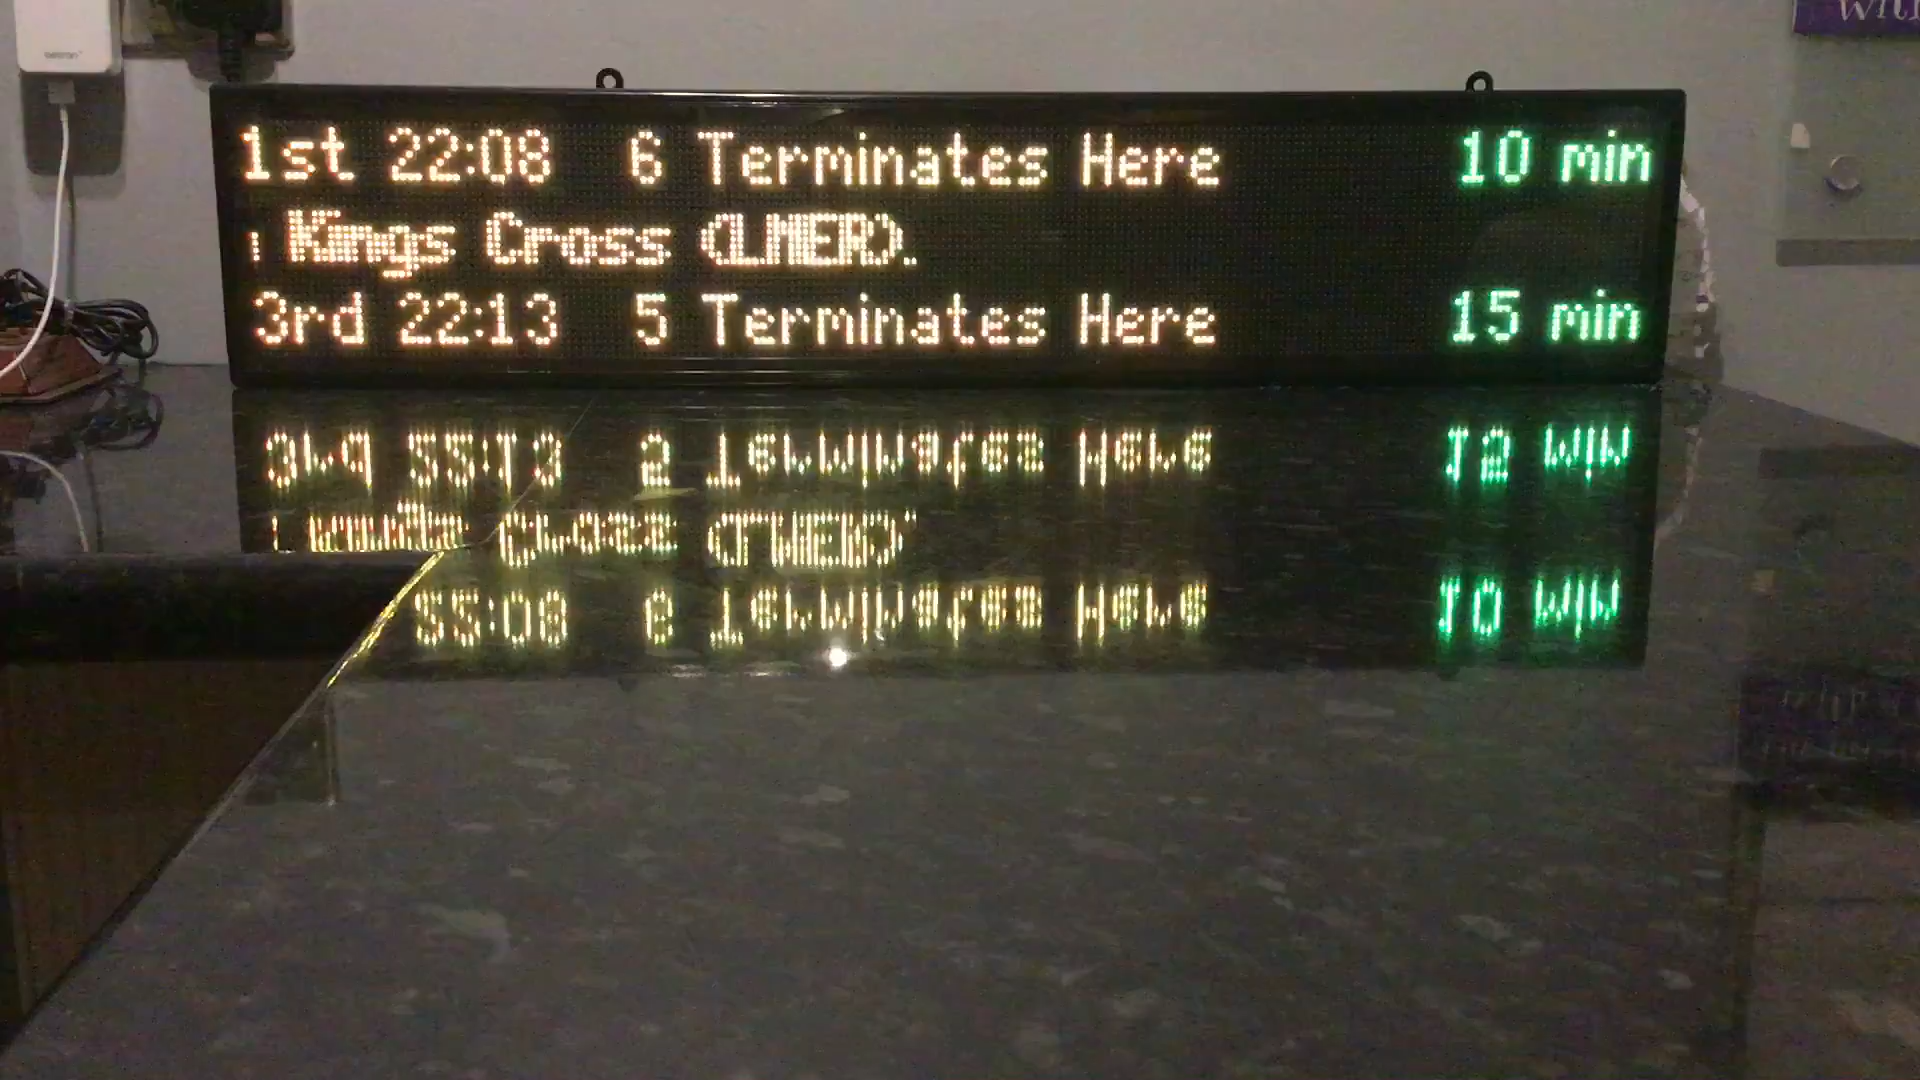 1st 22:08 6 Terminates Here 10 min
Kings Cross (LNER).
3rd 22:13 5 Terminates Here 15 min
with